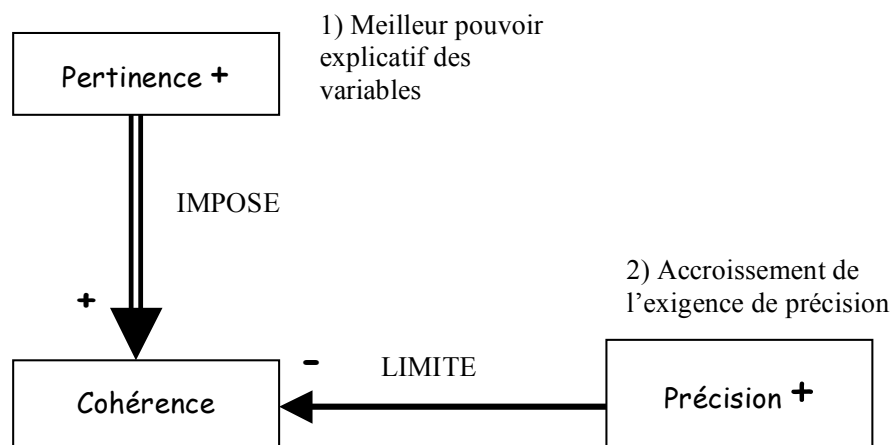 1) Meilleur pouvoir
explicatif des
variables
Pertinence +
IMPOSE
+
2) Accroissement de
l’exigence de précision
-
LIMITE
Cohérence
Précision +